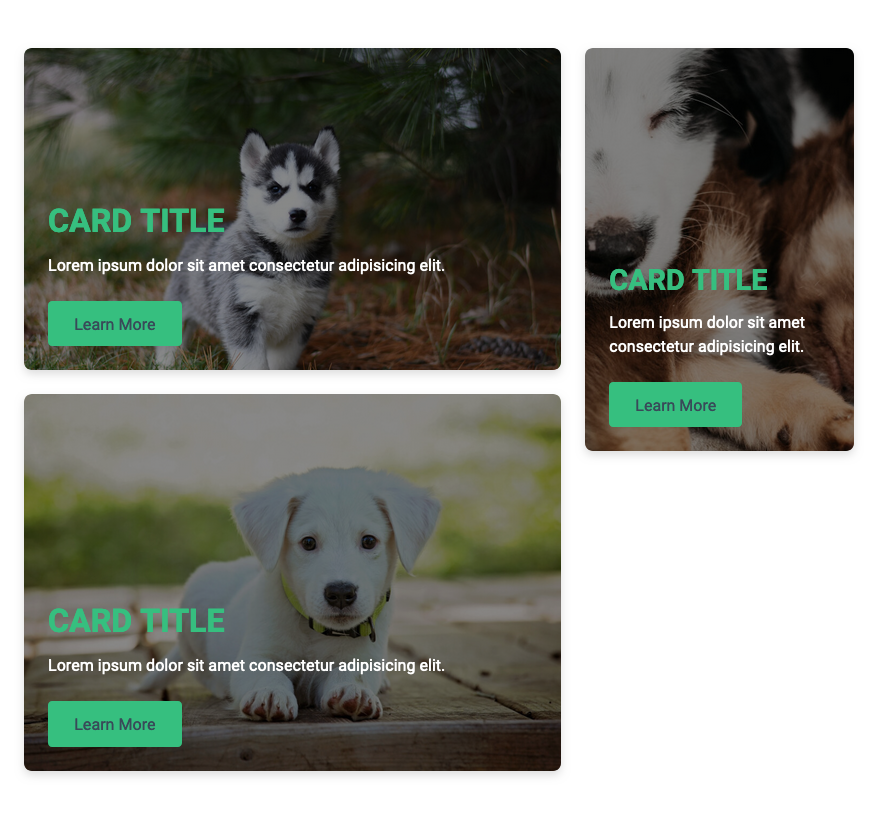 CARD TITLE
Lorem ipsum dolor sit amet consectetur adipisicing elit.
Learn More
CARD TITLE
Lorem ipsum dolor sit amet
consectetur adipisicing elit.
Learn More
CARD TITLE
Lorem ipsum dolor sit amet consectetur adipisicing elit.
Learn More